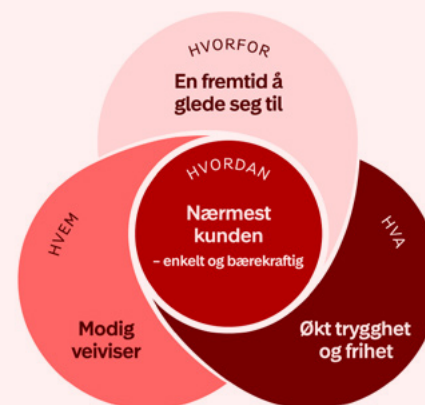 HVORFOR
En fremtid å
glede seg til
HVORDAN
Nærmest
kunden
– enkelt og bærekraftig
HVEM
Modig
veiviser
HVA
Økt trygghet
og frihet